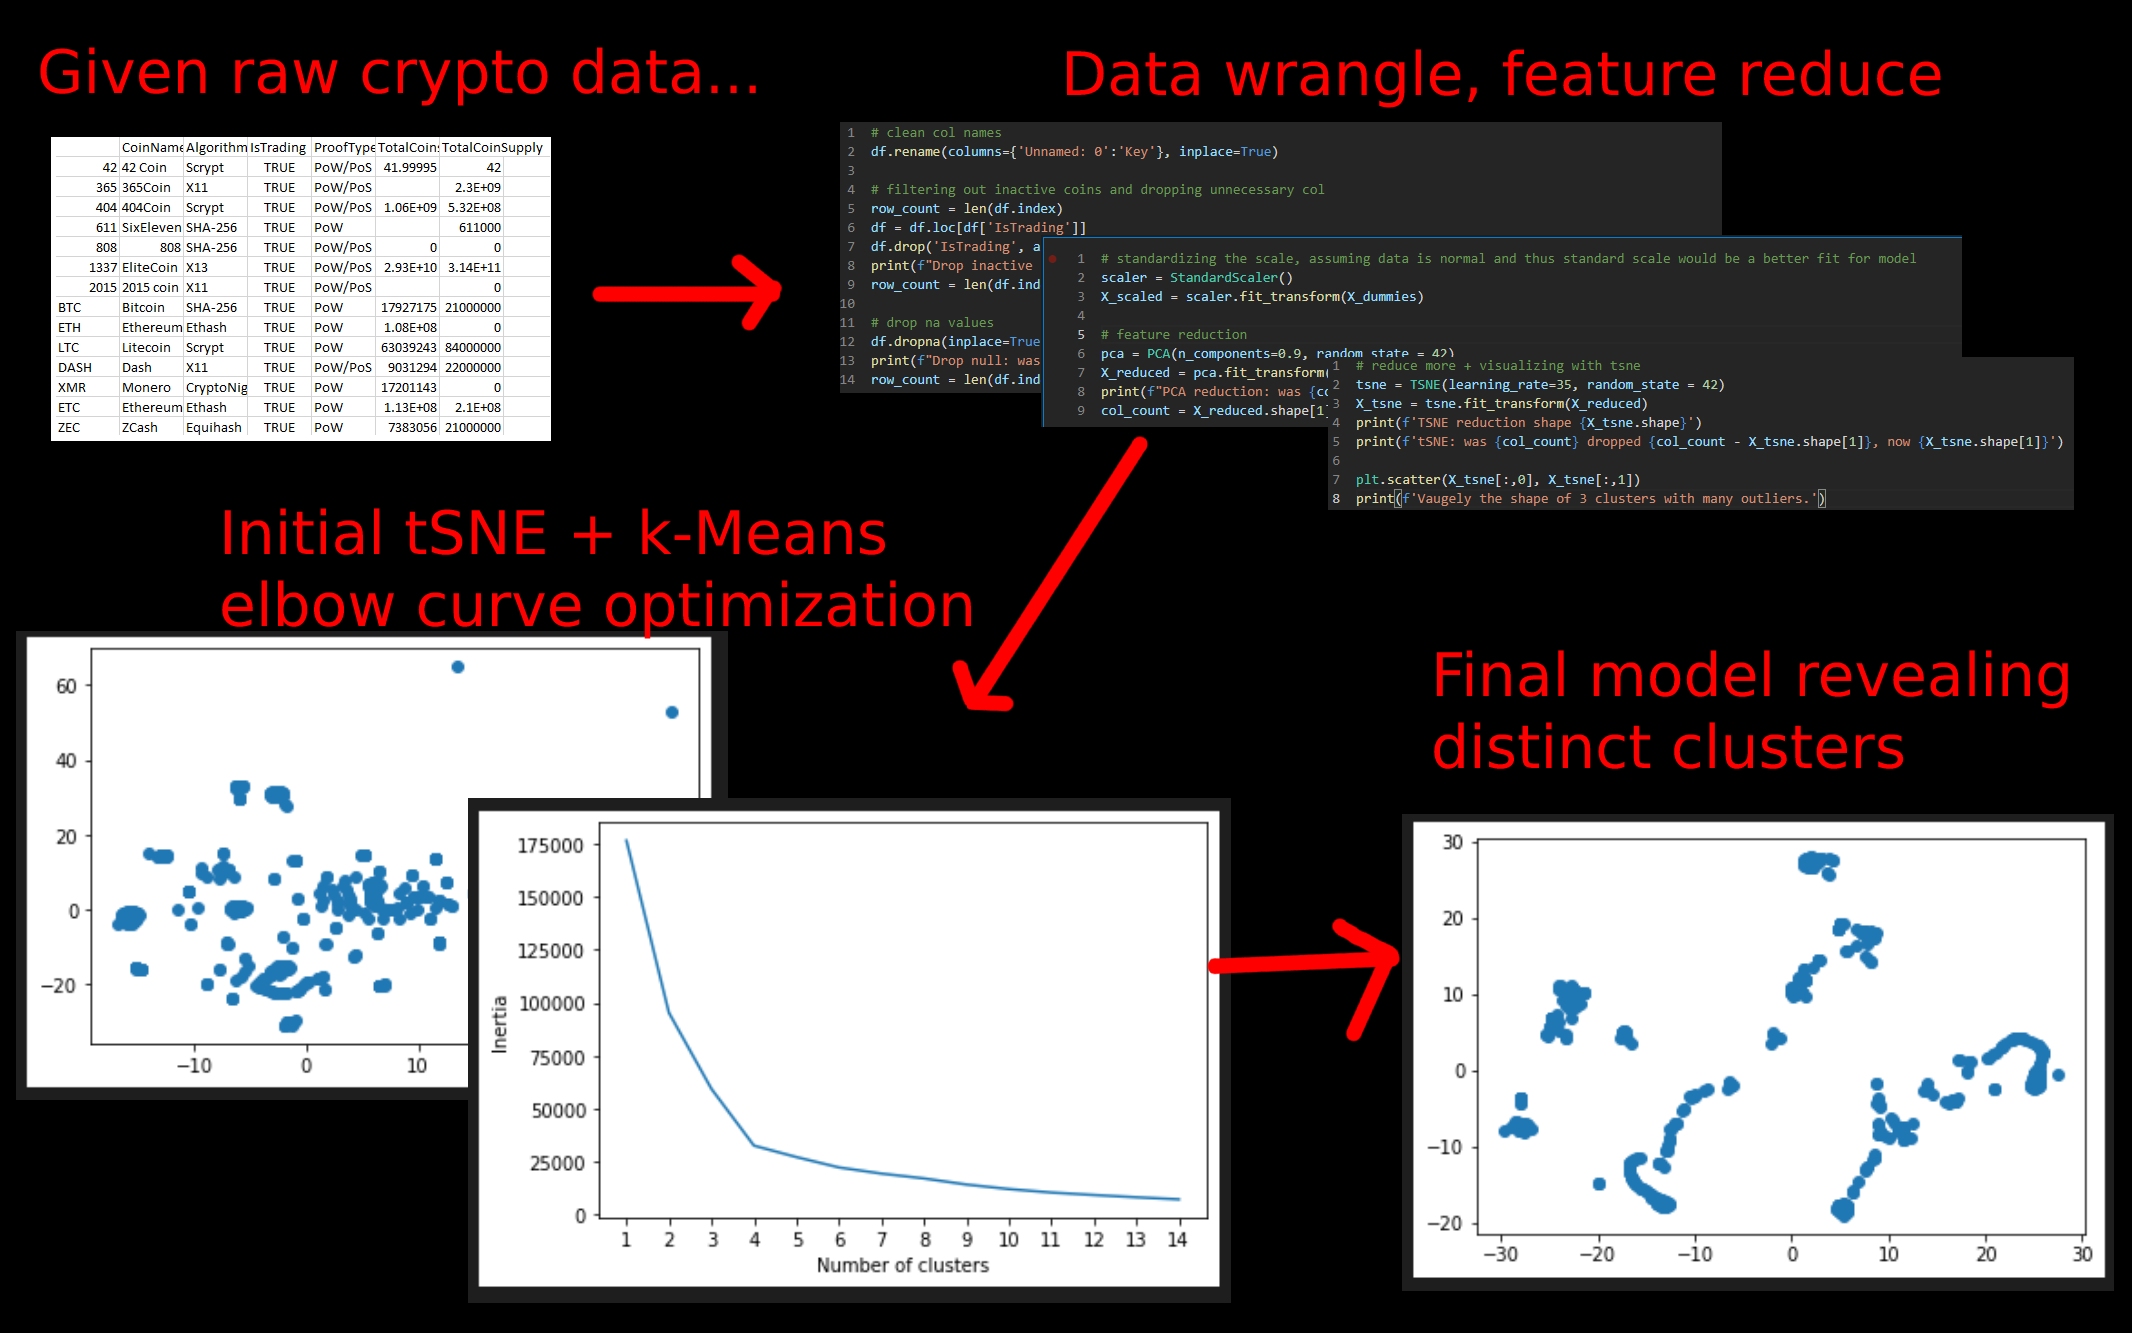 Given raw crypto data...
Data wrangle, feature reduce
CoinName Algorithm IsTrading ProofType TotalCoins TotalCoinSupply
42 42 Coin Scrypt TRUE PoW/PoS 41.99995 42
365 365Coin X11 TRUE PoW/PoS 2.3E+09
404 404Coin Scrypt TRUE PoW/PoS 1.06E+09 5.32E+08
611 SixEleven SHA-256 TRUE PoW 611000
808 808 SHA-256 TRUE PoW/PoS 0 0
1337 EliteCoin X13 TRUE PoW/PoS 2.93E+10 3.14E+11
2015 2015 coin X11 TRUE PoW/PoS 0
BTC Bitcoin SHA-256 TRUE PoW 17927175 21000000
ETH Ethereum Ethash TRUE PoW 1.08E+08 0
LTC Litecoin Scrypt TRUE PoW 63039243 84000000
DASH Dash X11 TRUE PoW/PoS 9031294 22000000
XMR Monero CryptoNig TRUE PoW 17201143 0
ETC Ethereum Ethash TRUE PoW 1.13E+08 2.1E+08
ZEC ZCash Equihash TRUE PoW 7383056 21000000
1 # clean col names
2 df.rename(columns={'Unnamed: 0':'Key'}, inplace=True)
3
4 # filtering out inactive coins and dropping unnecessary col
5 row_count = len(df.index)
6 df = df.loc[df['IsTrading']]
7 df.drop('IsTrading', a
8 print(f"Drop inactive
9 row_count = len(df.ind
10
11 # drop na values
12 df.dropna(inplace=True
13 print(f"Drop null: was
14 row_count = len(df.ind
1 # standardizing the scale, assuming data is normal and thus standard scale would be a better fit for model
2 scaler = StandardScaler()
3 X_scaled = scaler.fit_transform(X_dummies)
4
5 # feature reduction
6 pca = PCA(n_components=0.9, random_state = 42)
7 X_reduced = pca.fit_transform(
8 print(f"PCA reduction: was {co
9 col_count = X_reduced.shape[1]
1 # reduce more + visualizing with tsne
2 tsne = TSNE(learning_rate=35, random_state = 42)
3 X_tsne = tsne.fit_transform(X_reduced)
4 print(f'TSNE reduction shape {X_tsne.shape}')
5 print(f'tSNE: was {col_count} dropped {col_count - X_tsne.shape[1]}, now {X_tsne.shape[1]}')
6
7 plt.scatter(X_tsne[:,0], X_tsne[:,1])
8 print(f'Vaugely the shape of 3 clusters with many outliers.')
Initial tSNE + k-Means
elbow curve optimization
60
40
20
0
−20
−10 0 10
175000
150000
125000
100000
75000
50000
25000
0
Inertia
1 2 3 4 5 6 7 8 9 10 11 12 13 14
Number of clusters
Final model revealing
distinct clusters
30
20
10
0
−10
−20
−30 −20 −10 0 10 20 30